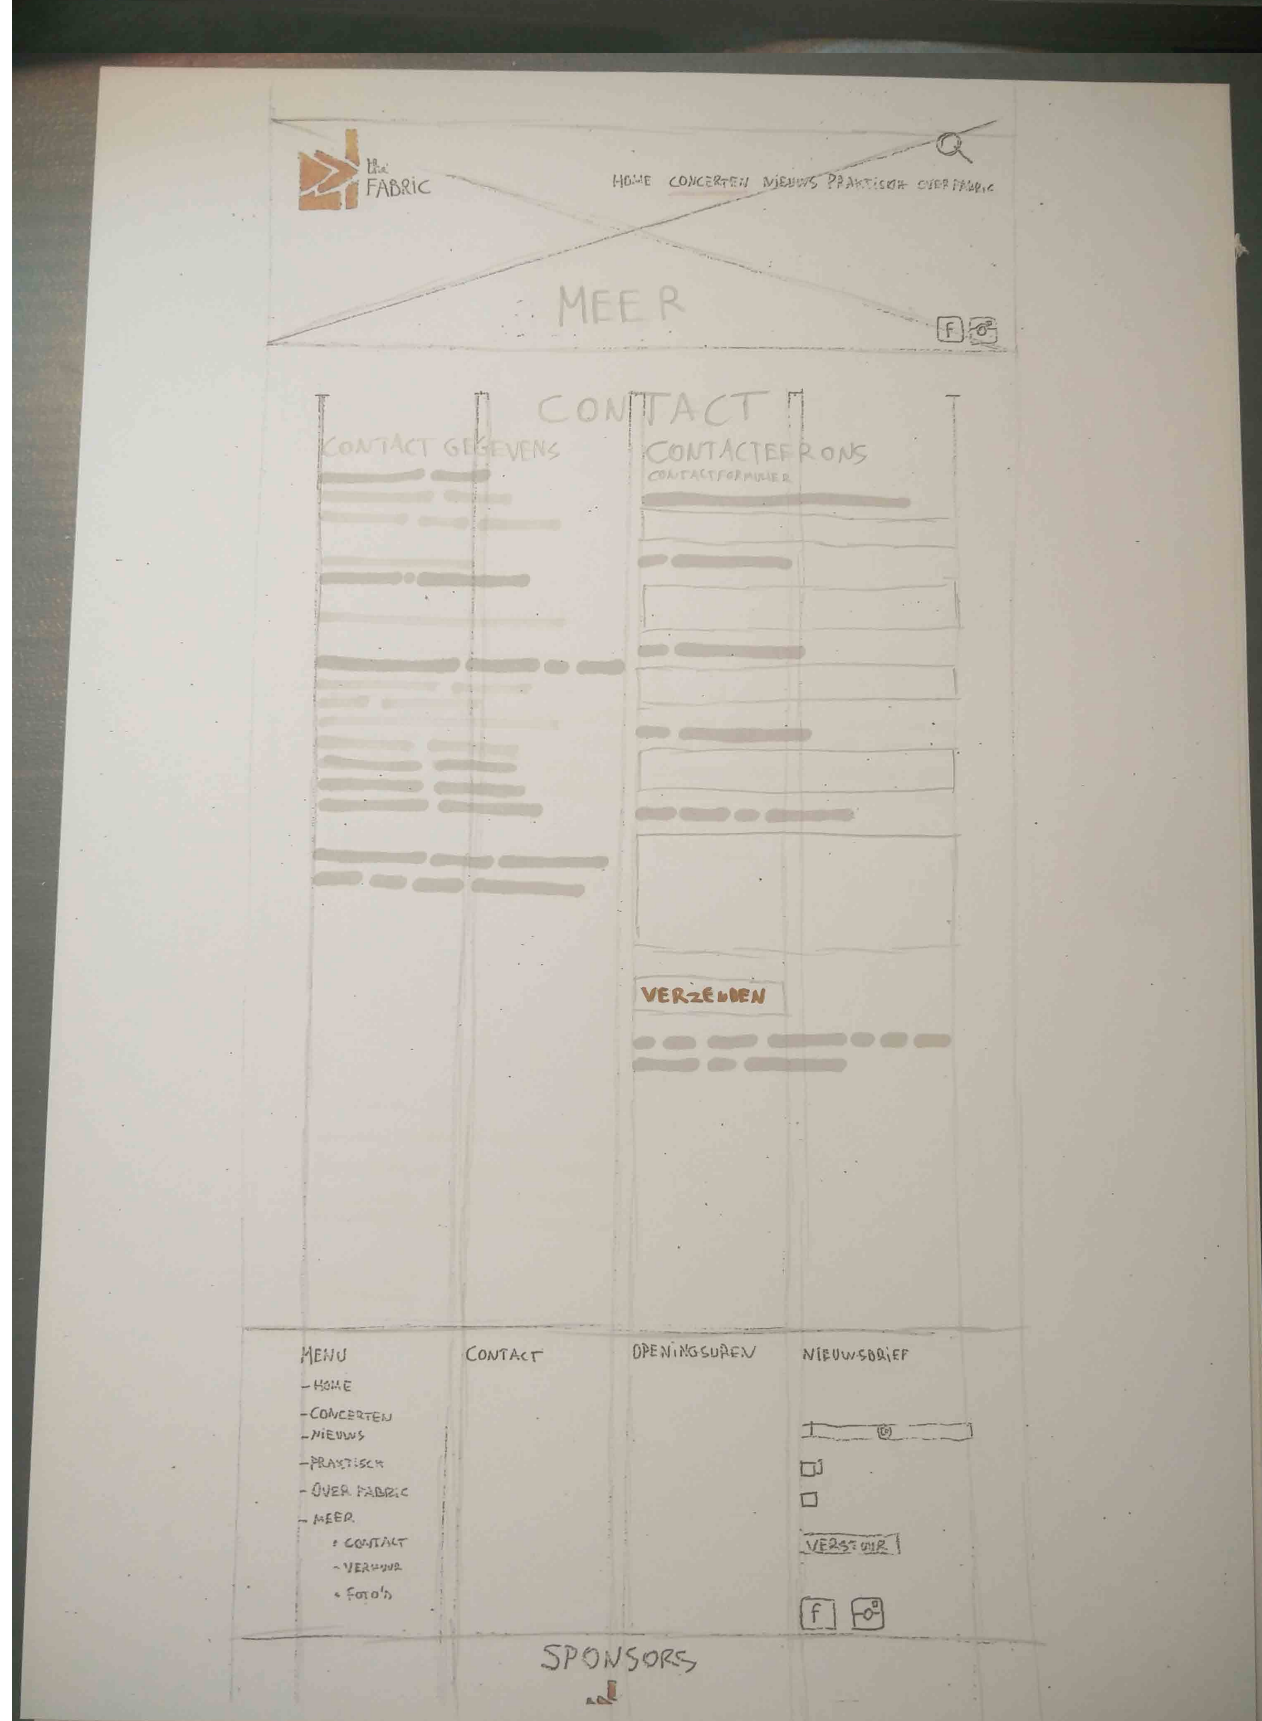 the
FABRIC
HOME CONCERTEN NIEUWS PRAKTISCH OVER FABRIC
MEER
f
CONTACT
CONTACT GEGEVENS
CONTACTEER ONS
CONTACTFORMULIER
VERZENDEN
MENU
- HOME
- CONCERTEN
- NIEUWS
- PRAKTISCH
- OVER FABRIC
- MEER
• CONTACT
- VERHUUR
• FOTO'S
CONTACT
OPENINGSUREN
NIEUWSBRIEF
@
VERSTUUR
f
SPONSORS